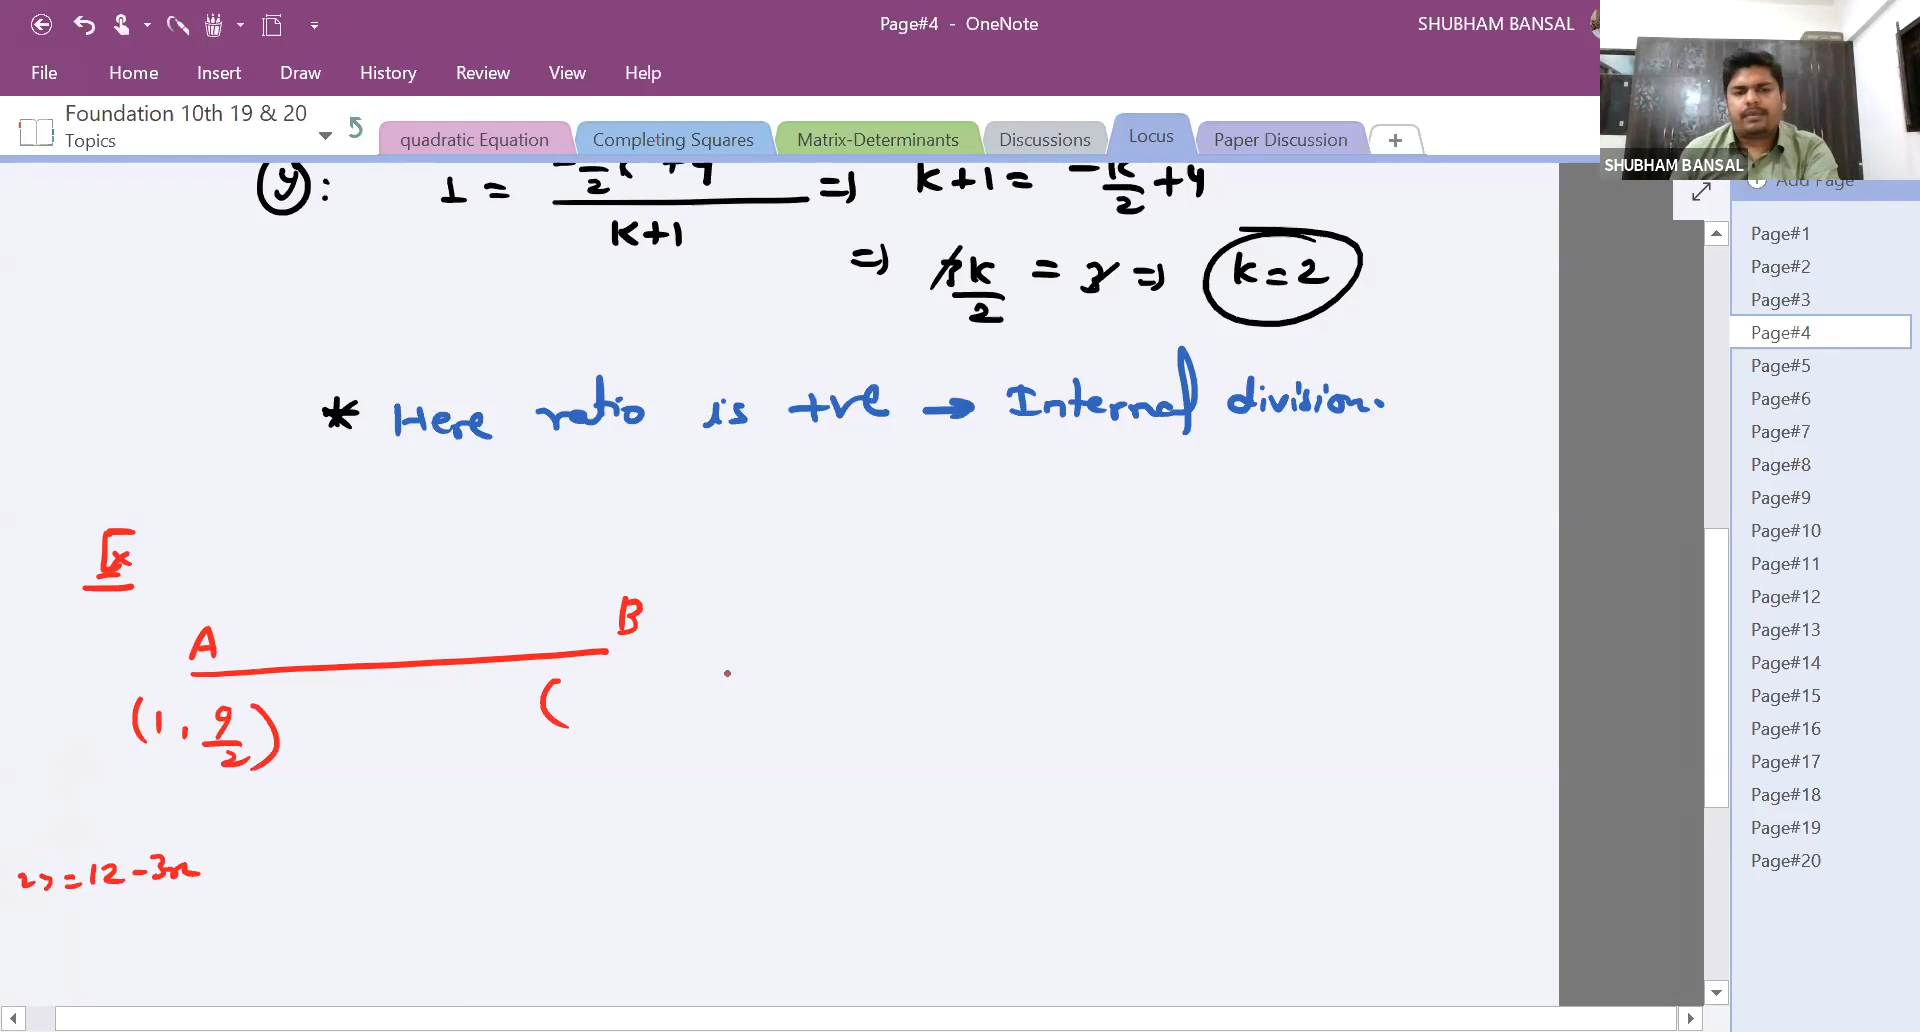 Page#4 - OneNote
SHUBHAM BANSAL
File Home Insert Draw History Review View Help
SHUBHAM BANSAL
Foundation 10th 19 & 20
Topics
quadratic Equation
Completing Squares
Matrix-Determinants
Discussions
Locus
Paper Discussion
+
Add Page
Page#1
Page#2
Page#3
Page#4
Page#5
Page#6
Page#7
Page#8
Page#9
Page#10
Page#11
Page#12
Page#13
Page#14
Page#15
Page#16
Page#17
Page#18
Page#19
Page#20
(y): 1 = (-k/2 + 4)/(k+1) => k+1 = -k/2 + 4
=> 3k/2 = 3 => k = 2
* Here ratio is +ve → Internal division.
Ex
A B
(1, 9/2) (
2y = 12 - 3x